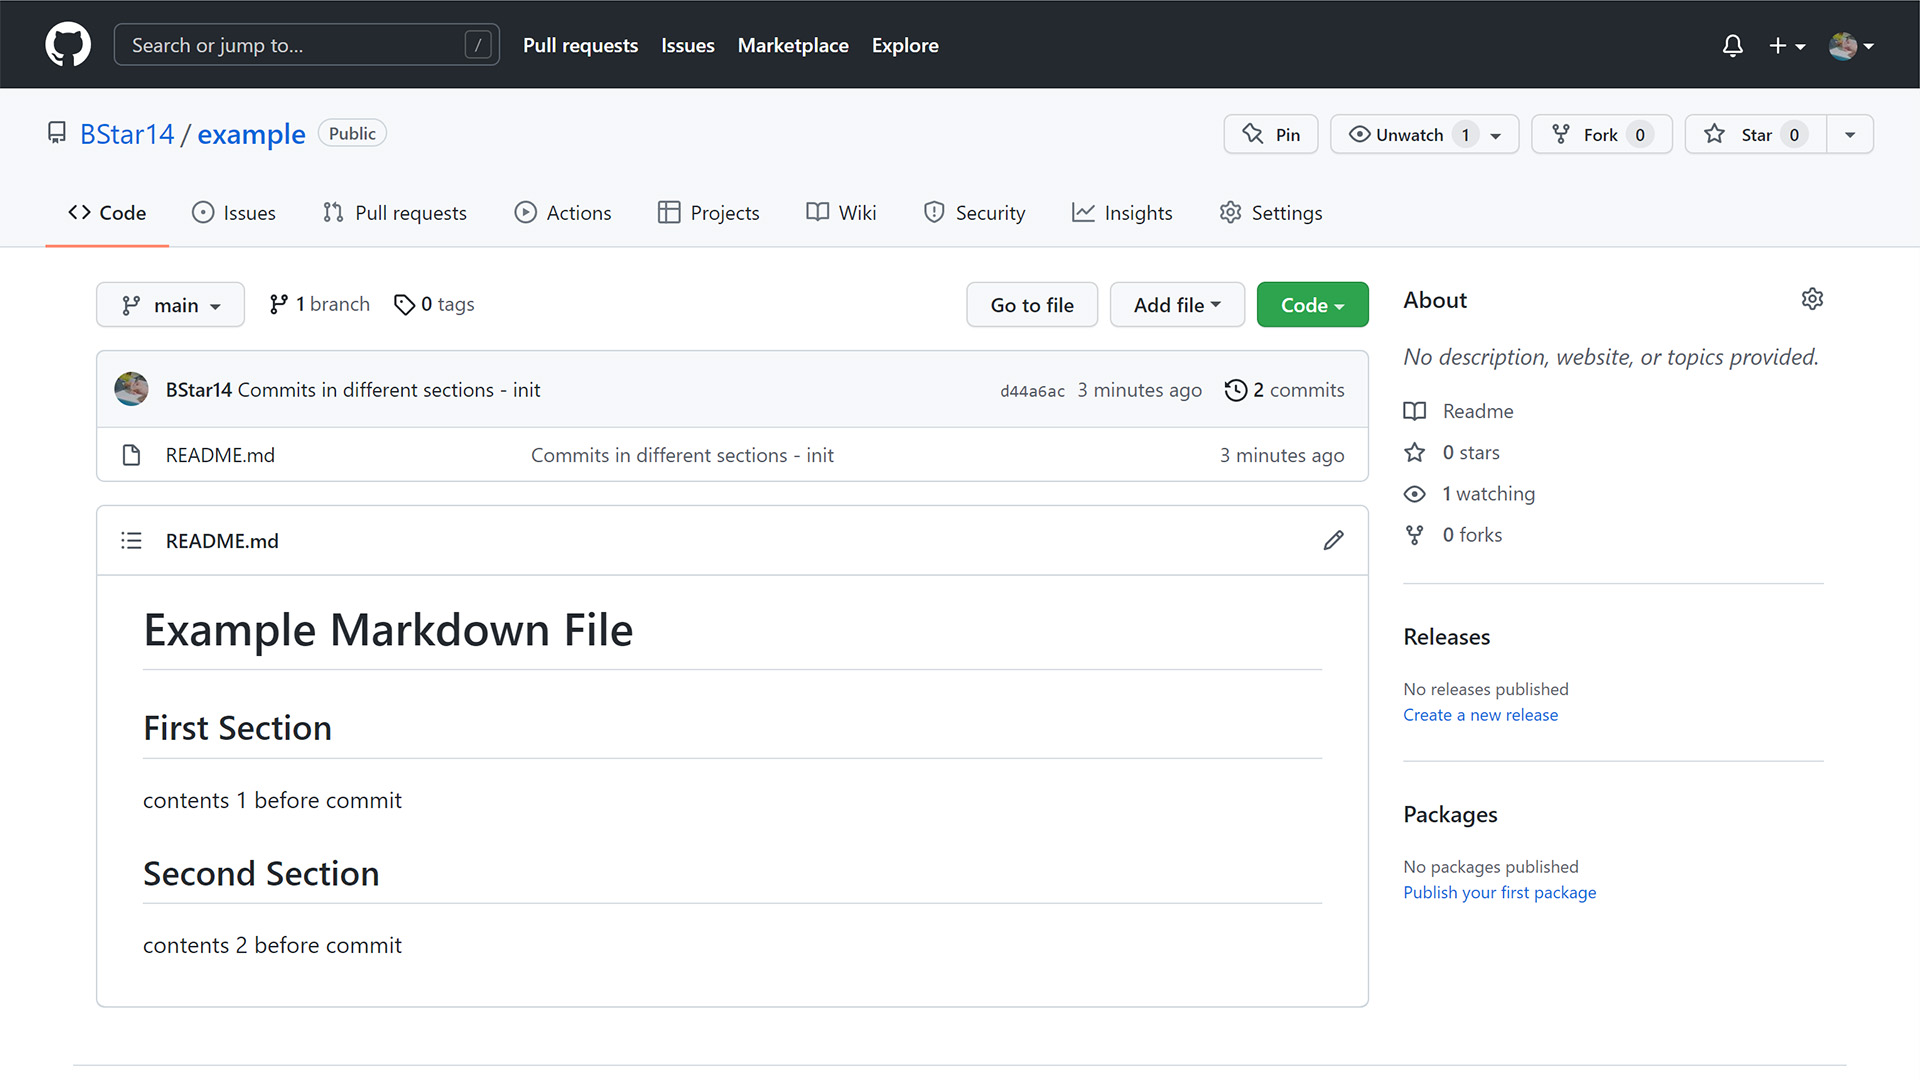 Search or jump to... / Pull requests Issues Marketplace Explore
BStar14 / example Public Pin Unwatch 1 Fork 0 Star 0
Code Issues Pull requests Actions Projects Wiki Security Insights Settings
main 1 branch 0 tags Go to file Add file Code
BStar14 Commits in different sections - init d44a6ac 3 minutes ago 2 commits
README.md Commits in different sections - init 3 minutes ago
README.md
Example Markdown File
First Section
contents 1 before commit
Second Section
contents 2 before commit
About
No description, website, or topics provided.
Readme
0 stars
1 watching
0 forks
Releases
No releases published
Create a new release
Packages
No packages published
Publish your first package